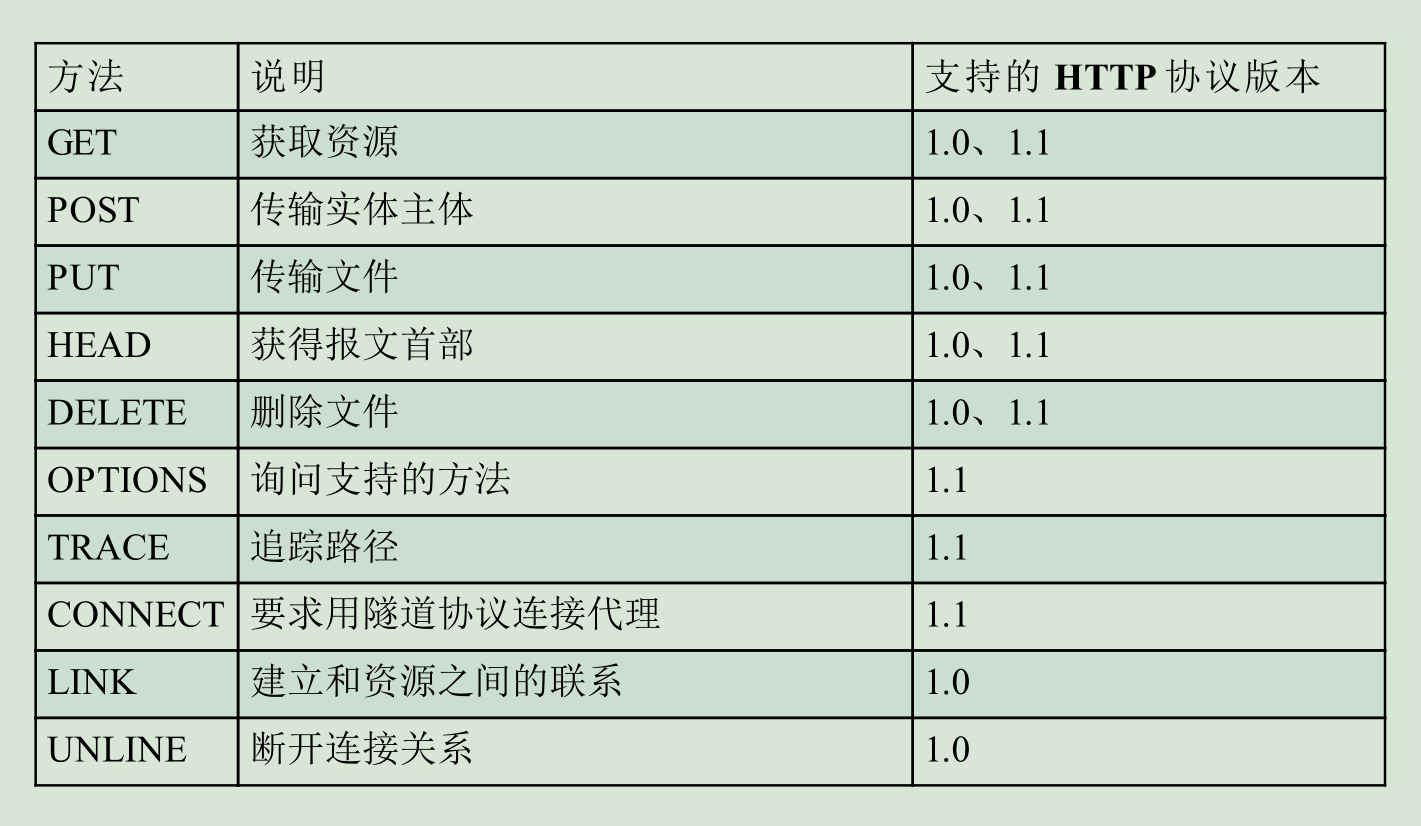 方法 说明 支持的 HTTP 协议版本
GET 获取资源 1.0、1.1
POST 传输实体主体 1.0、1.1
PUT 传输文件 1.0、1.1
HEAD 获得报文首部 1.0、1.1
DELETE 删除文件 1.0、1.1
OPTIONS 询问支持的方法 1.1
TRACE 追踪路径 1.1
CONNECT 要求用隧道协议连接代理 1.1
LINK 建立和资源之间的联系 1.0
UNLINE 断开连接关系 1.0